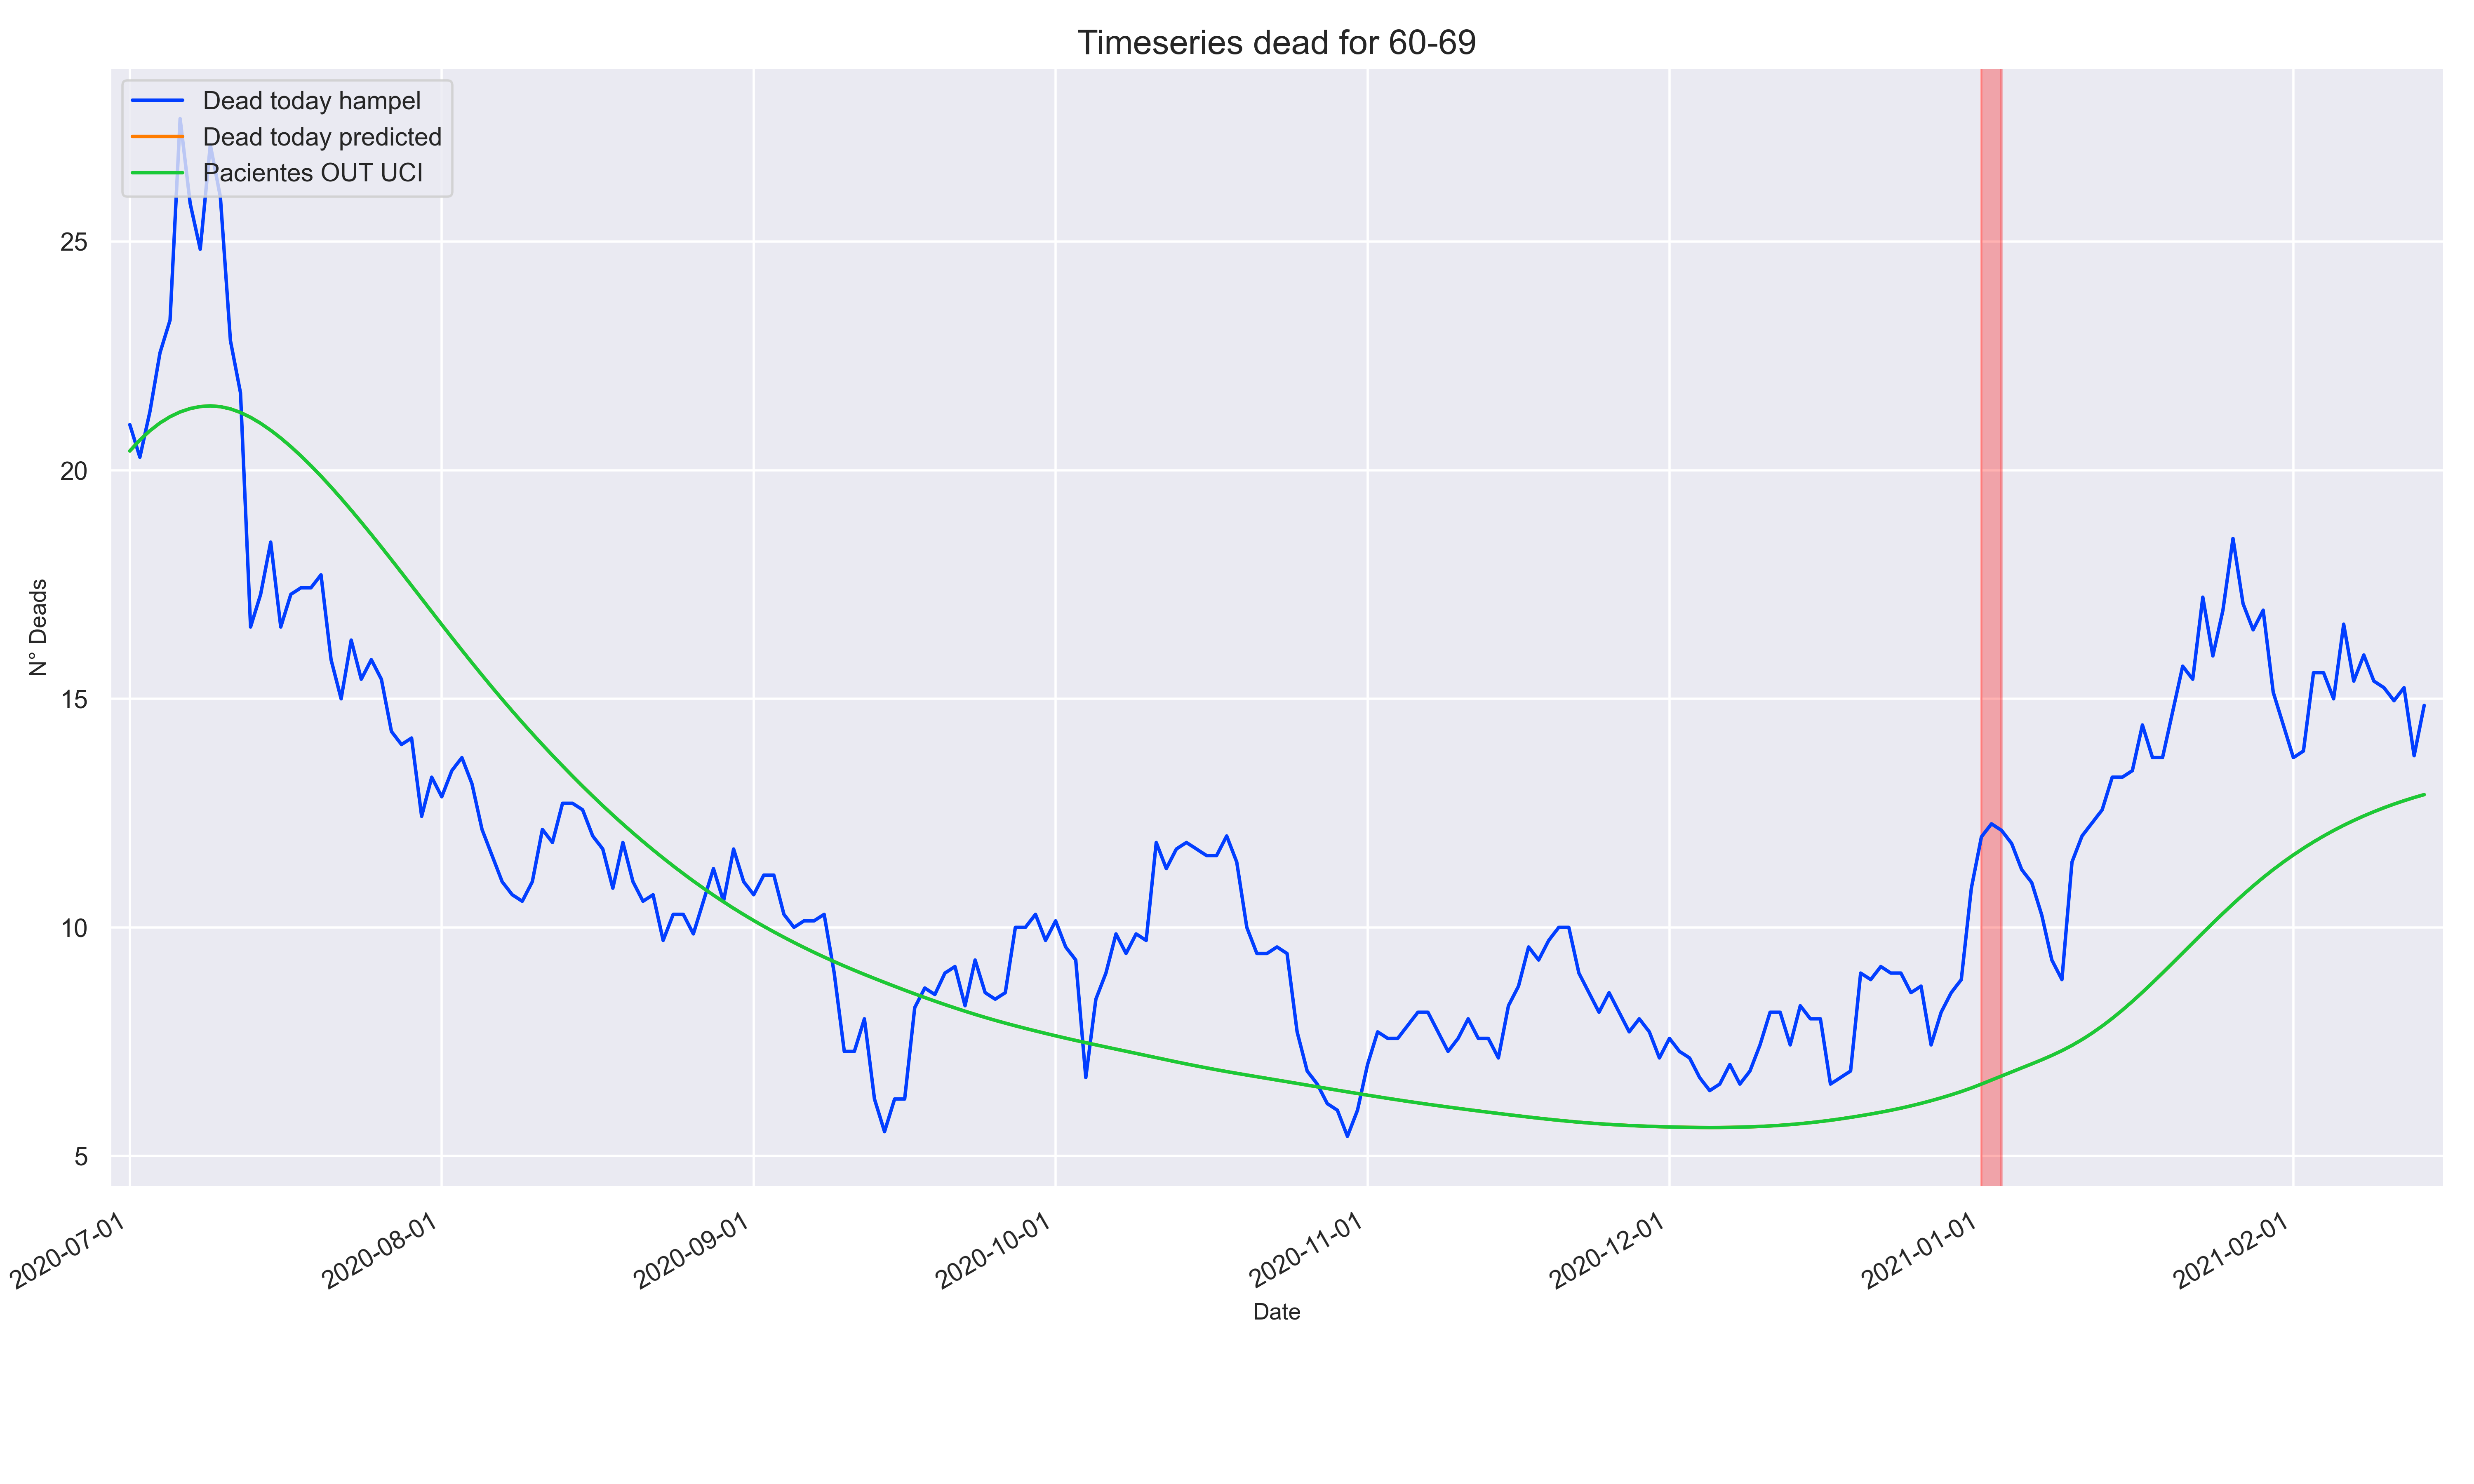 Timeseries dead for 60-69
Dead today hampel
Dead today predicted
Pacientes OUT UCI
N° Deads
25
20
15
10
5
2020-07-01
2020-08-01
2020-09-01
2020-10-01
2020-11-01
2020-12-01
2021-01-01
2021-02-01
Date